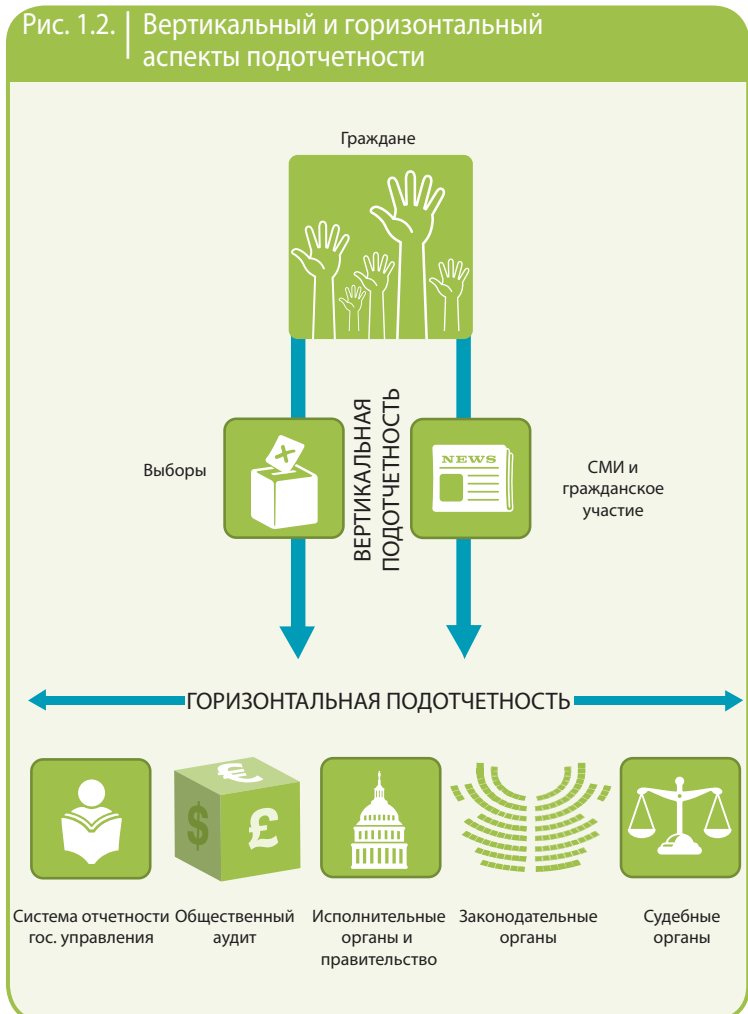 Рис. 1.2. Вертикальный и горизонтальный
аспекты подотчетности
Граждане
Выборы
ВЕРТИКАЛЬНАЯ
ПОДОТЧЕТНОСТЬ
NEWS
СМИ и
гражданское
участие
ГОРИЗОНТАЛЬНАЯ ПОДОТЧЕТНОСТЬ
€
$
£
Система отчетности
гос. управления
Общественный
аудит
Исполнительные
органы и
правительство
Законодательные
органы
Судебные
органы